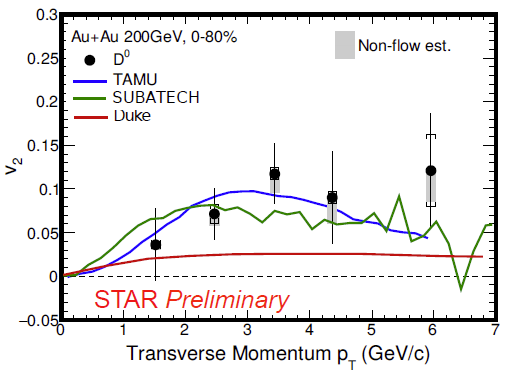 Au+Au 200GeV, 0-80%
D0
TAMU
SUBATECH
Duke
Non-flow est.
0.3
0.25
0.2
0.15
0.1
0.05
0
−0.05
v2
STAR Preliminary
0 1 2 3 4 5 6 7
Transverse Momentum pT (GeV/c)